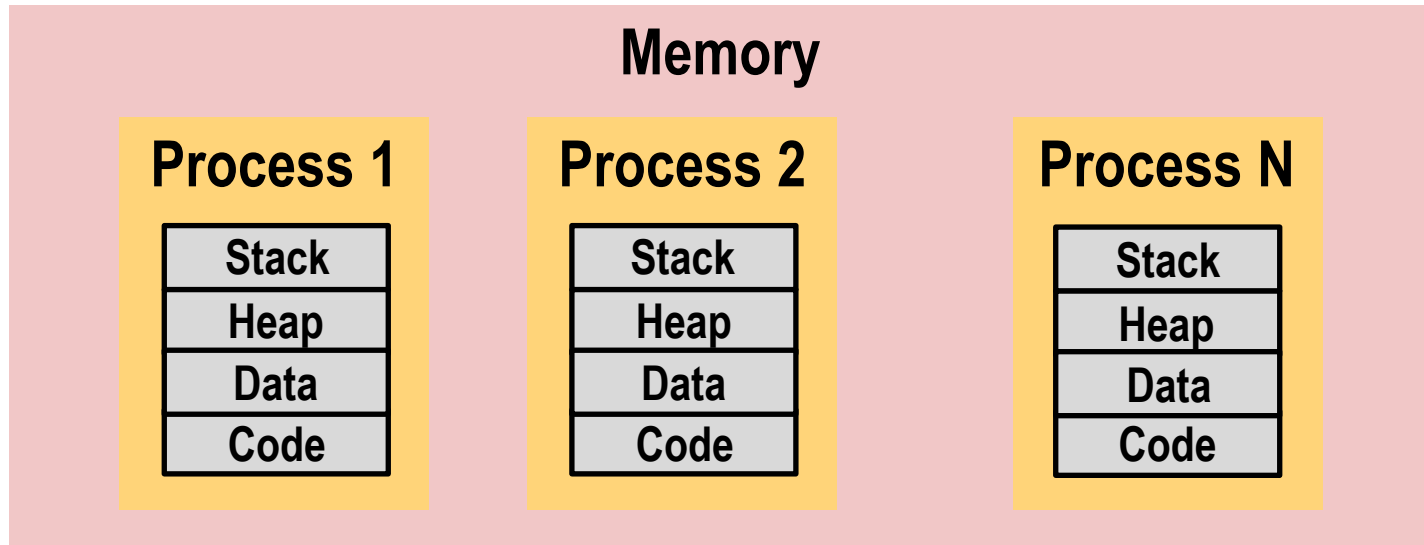 Memory
Process 1
Stack
Heap
Data
Code
Process 2
Stack
Heap
Data
Code
Process N
Stack
Heap
Data
Code